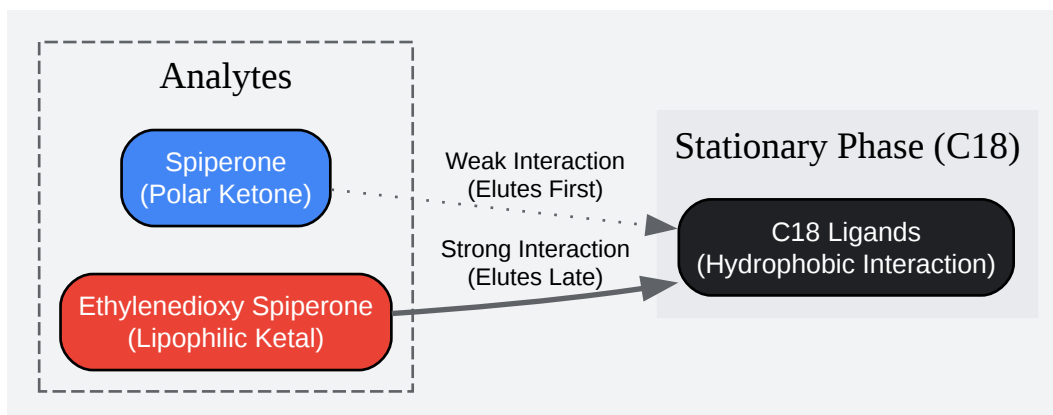 Analytes
Spiperone
(Polar Ketone)
Ethylenedioxy Spiperone
(Lipophilic Ketal)
Weak Interaction
(Elutes First)
Strong Interaction
(Elutes Late)
Stationary Phase (C18)
C18 Ligands
(Hydrophobic Interaction)